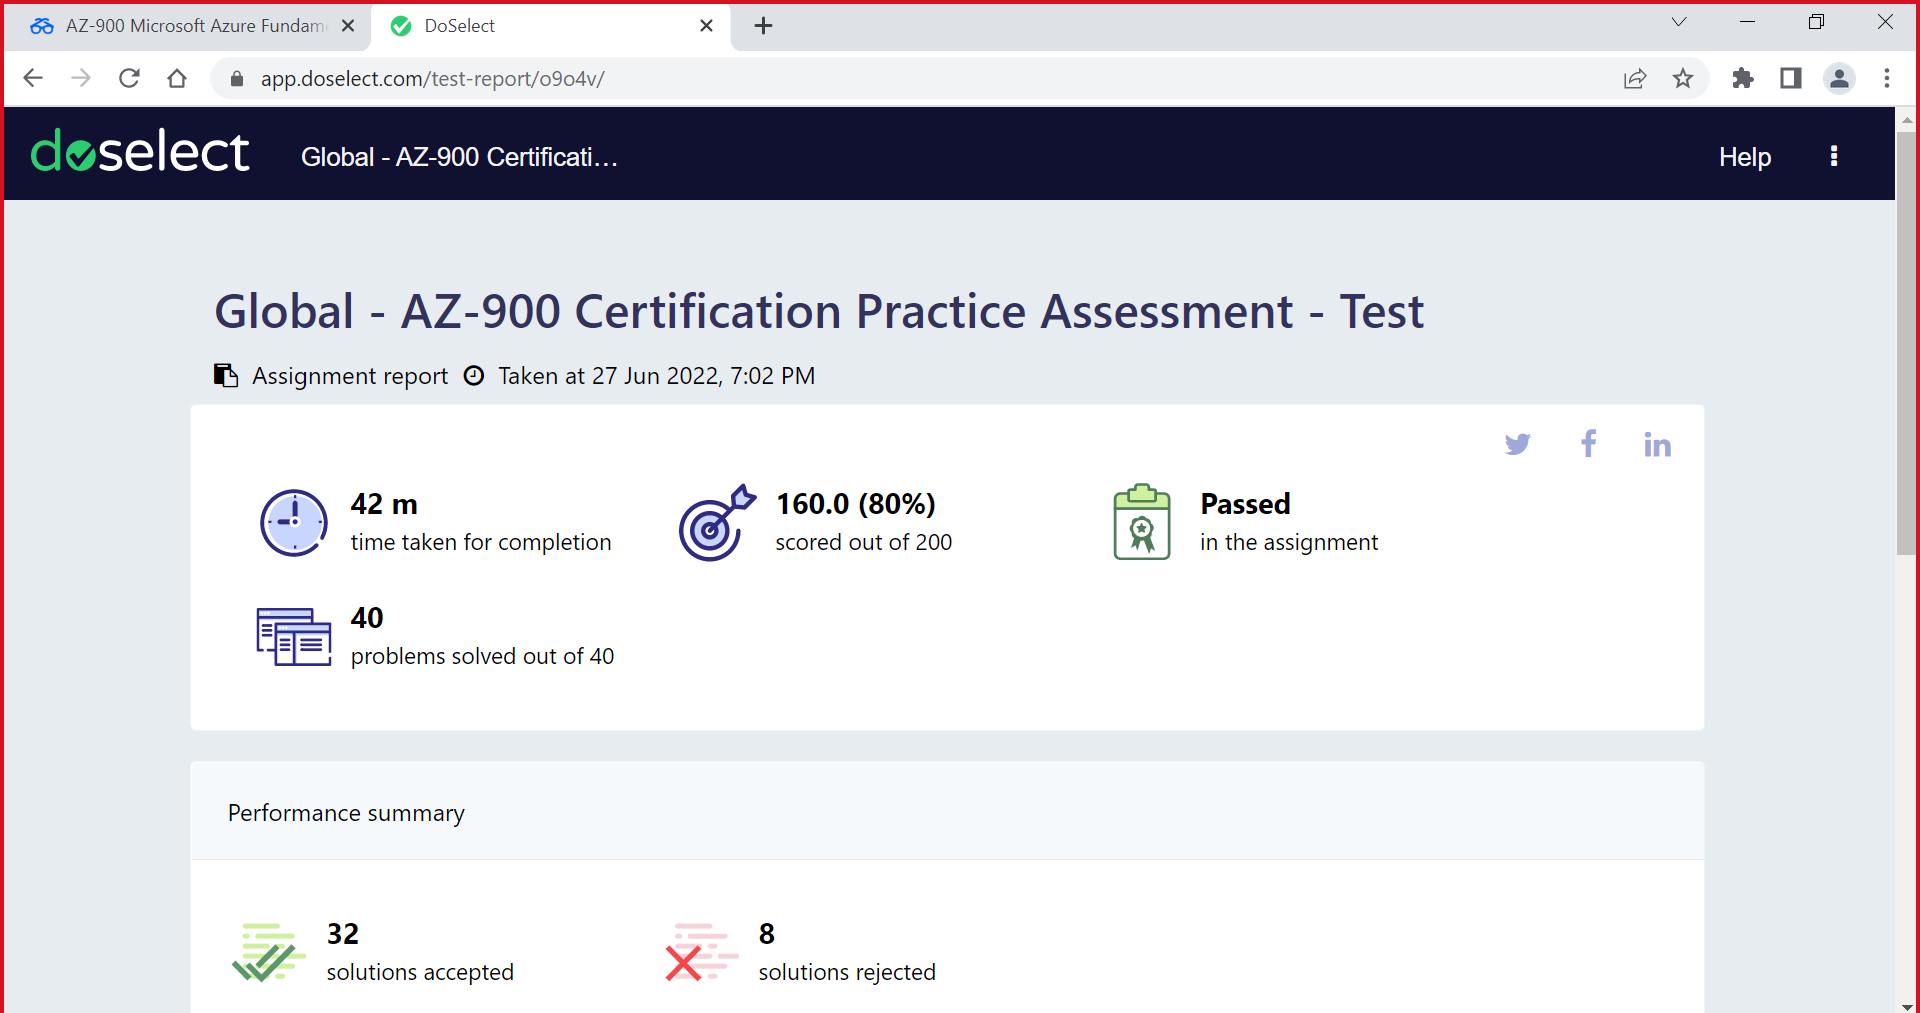 AZ-900 Microsoft Azure Fundam
DoSelect
app.doselect.com/test-report/o9o4v/
doselect
Global - AZ-900 Certificati...
Help
Global - AZ-900 Certification Practice Assessment - Test
Assignment report Taken at 27 Jun 2022, 7:02 PM
42 m
time taken for completion
160.0 (80%)
scored out of 200
Passed
in the assignment
40
problems solved out of 40
Performance summary
32
solutions accepted
8
solutions rejected